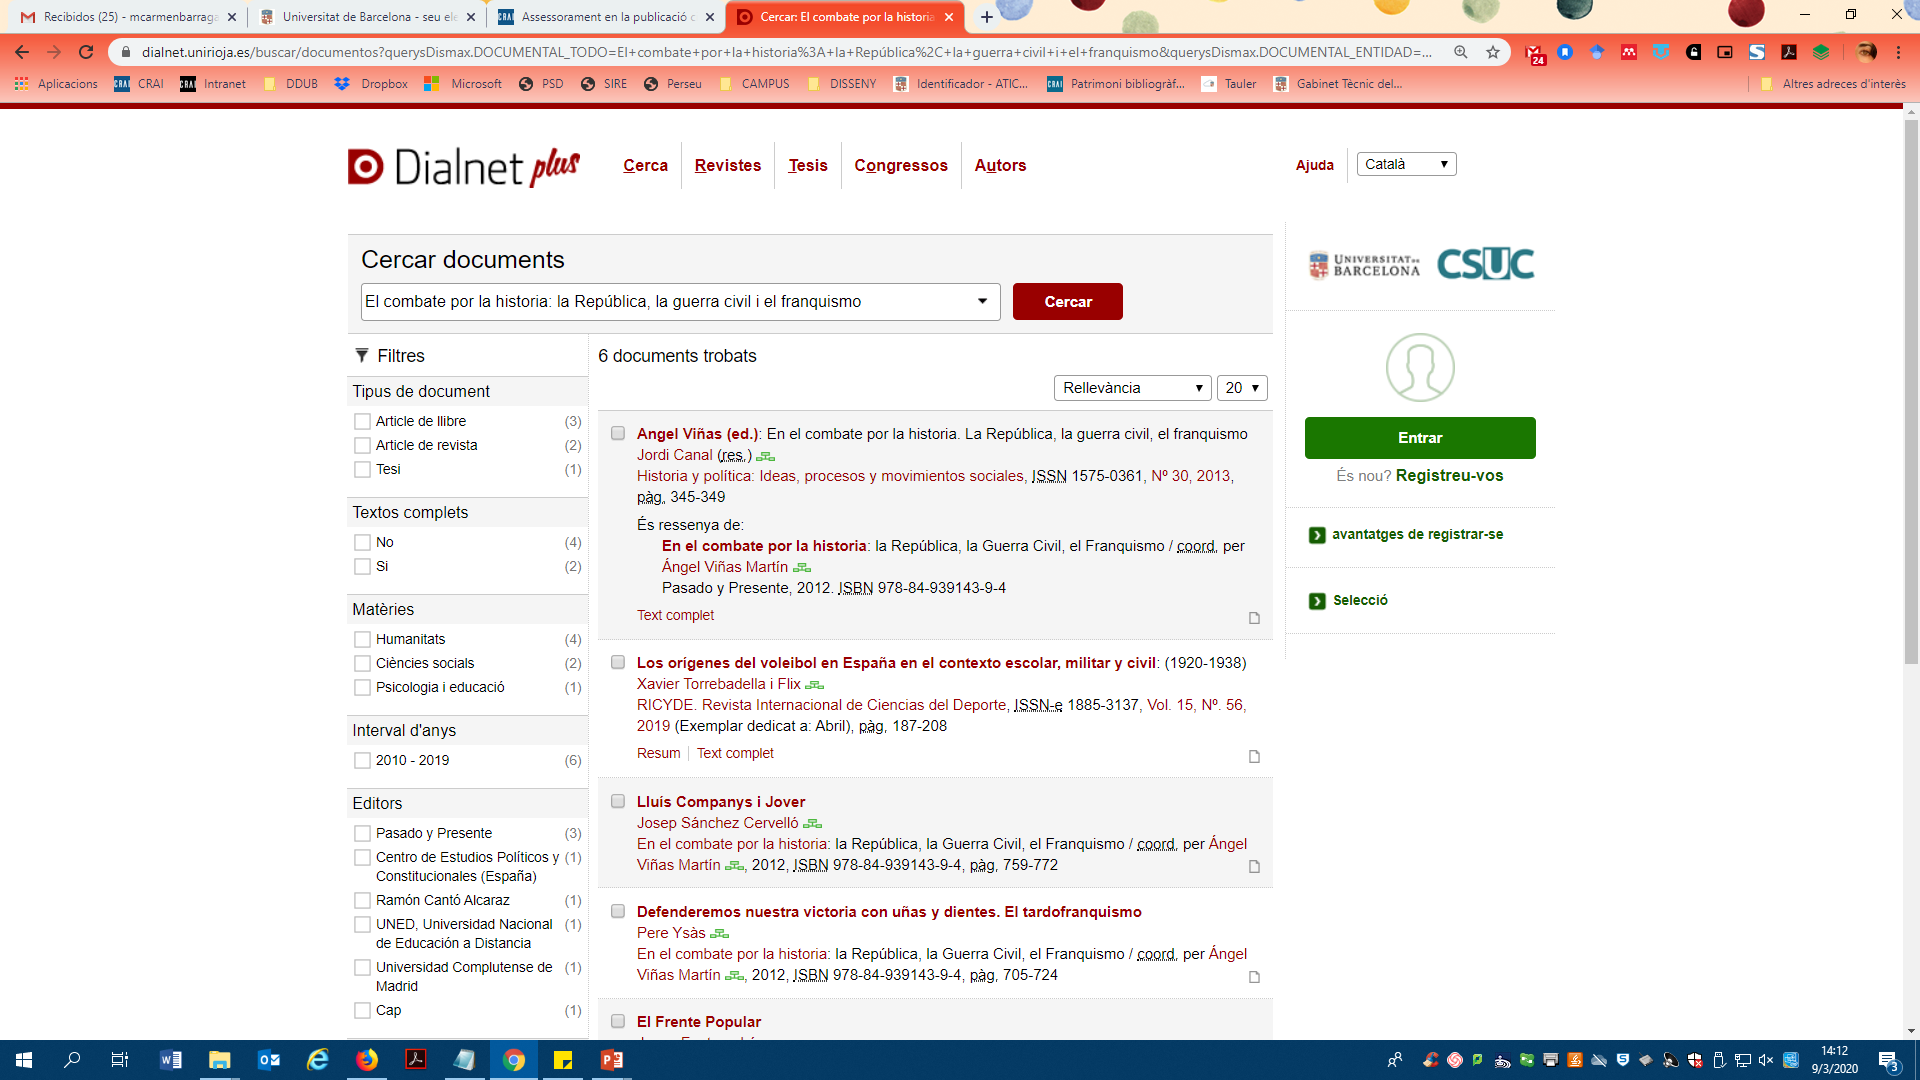 Recibidos (25) - mcarmenbarraga
Universitat de Barcelona - seu ele
Assessorament en la publicació c
Cercar: El combate por la historia
dialnet.unirioja.es/buscar/documentos?querysDismax.DOCUMENTAL_TODO=El+combate+por+la+historia%3A+la+República%2C+la+guerra+civil+i+el+franquismo&querysDismax.DOCUMENTAL_ENTIDAD=...
24
Aplicacions CRAI Intranet DDUB Dropbox Microsoft PSD SIRE Perseu CAMPUS DISSENY Identificador - ATIC... Patrimoni bibliogràf... Tauler Gabinet Tècnic del... Altres adreces d'interès
Dialnet plus
Cerca Revistes Tesis Congressos Autors
Ajuda Català
Cercar documents
El combate por la historia: la República, la guerra civil i el franquismo
Cercar
UNIVERSITAT DE BARCELONA
CSUC
Filtres
Tipus de document
Article de llibre (3)
Article de revista (2)
Tesi (1)
Textos complets
No (4)
Si (2)
Matèries
Humanitats (4)
Ciències socials (2)
Psicologia i educació (1)
Interval d'anys
2010 - 2019 (6)
Editors
Pasado y Presente (3)
Centro de Estudios Políticos y (1)
Constitucionales (España)
Ramón Cantó Alcaraz (1)
UNED, Universidad Nacional (1)
de Educación a Distancia
Universidad Complutense de (1)
Madrid
Cap (1)
6 documents trobats
Rellevància 20
Angel Viñas (ed.): En el combate por la historia. La República, la guerra civil, el franquismo
Jordi Canal (res.)
Historia y política: Ideas, procesos y movimientos sociales, ISSN 1575-0361, Nº 30, 2013,
pàg. 345-349
És ressenya de:
En el combate por la historia: la República, la Guerra Civil, el Franquismo / coord. per
Ángel Viñas Martín
Pasado y Presente, 2012. ISBN 978-84-939143-9-4
Text complet
Los orígenes del voleibol en España en el contexto escolar, militar y civil: (1920-1938)
Xavier Torrebadella i Flix
RICYDE. Revista Internacional de Ciencias del Deporte, ISSN-e 1885-3137, Vol. 15, Nº. 56,
2019 (Exemplar dedicat a: Abril), pàg. 187-208
Resum Text complet
Lluís Companys i Jover
Josep Sánchez Cervelló
En el combate por la historia: la República, la Guerra Civil, el Franquismo / coord. per Ángel
Viñas Martín, 2012, ISBN 978-84-939143-9-4, pàg. 759-772
Defenderemos nuestra victoria con uñas y dientes. El tardofranquismo
Pere Ysàs
En el combate por la historia: la República, la Guerra Civil, el Franquismo / coord. per Ángel
Viñas Martín, 2012, ISBN 978-84-939143-9-4, pàg. 705-724
El Frente Popular
Entrar
És nou? Registreu-vos
avantatges de registrar-se
Selecció
14:12
9/3/2020
3